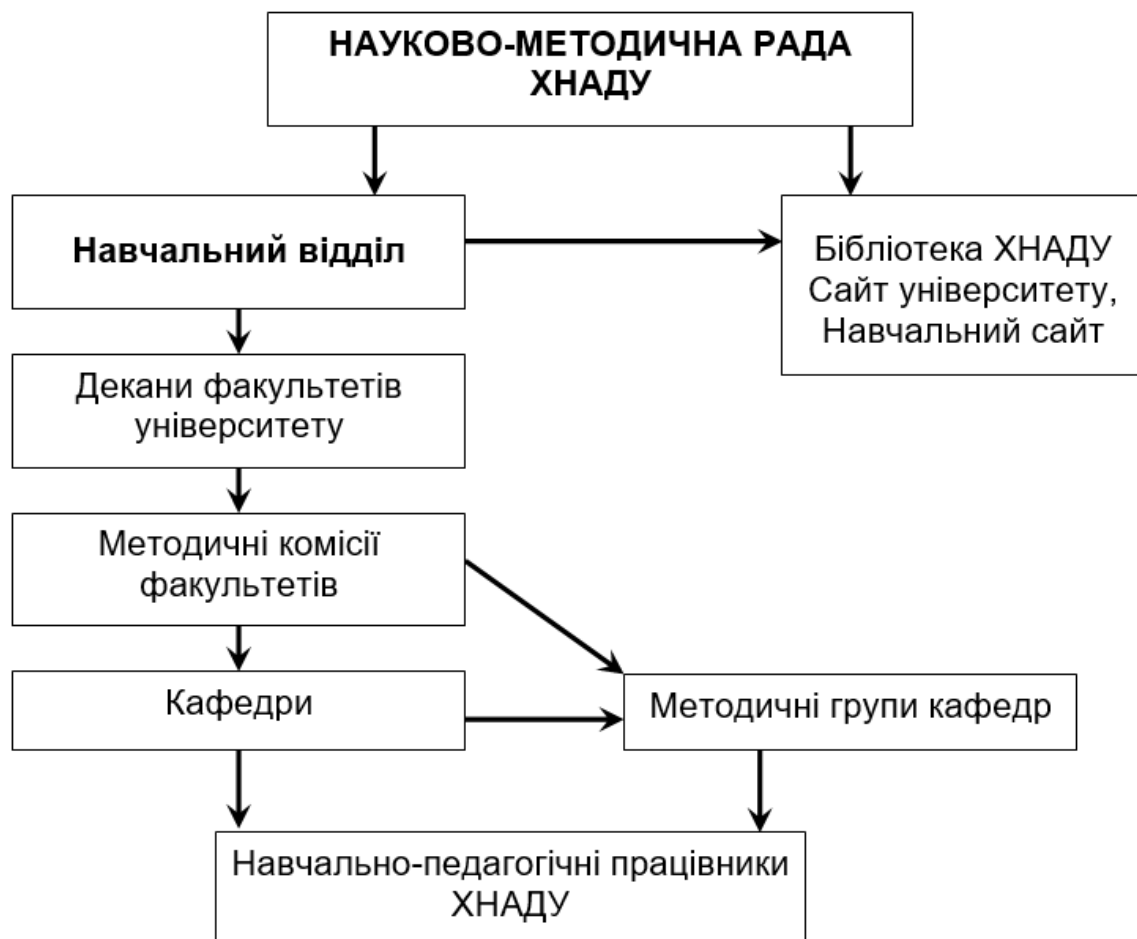 НАУКОВО-МЕТОДИЧНА РАДА
ХНАДУ
Навчальний відділ
Бібліотека ХНАДУ
Сайт університету,
Навчальний сайт
Декани факультетів
університету
Методичні комісії
факультетів
Кафедри
Методичні групи кафедр
Навчально-педагогічні працівники
ХНАДУ